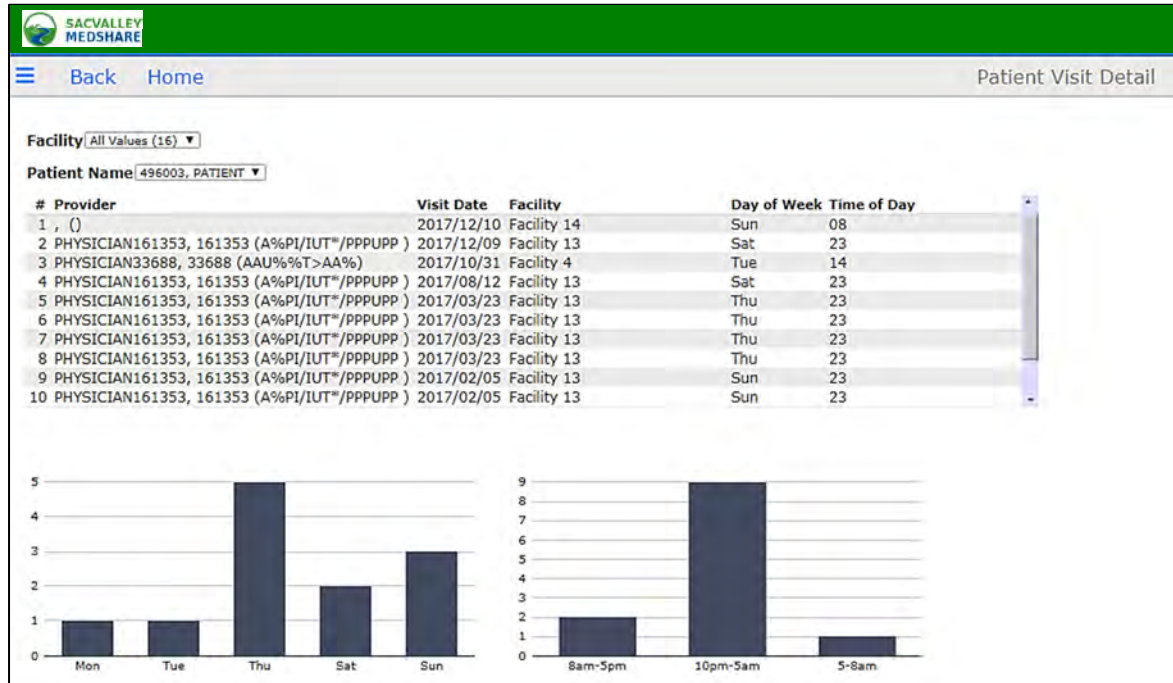 SACVALLEY
MEDSHARE
Back Home Patient Visit Detail
Facility All Values (16) ▼
Patient Name 496003, PATIENT ▼
# Provider Visit Date Facility Day of Week Time of Day
1 , () 2017/12/10 Facility 14 Sun 08
2 PHYSICIAN161353, 161353 (A%PI/IUT*/PPPUPP ) 2017/12/09 Facility 13 Sat 23
3 PHYSICIAN33688, 33688 (AAU%%T>AA%) 2017/10/31 Facility 4 Tue 14
4 PHYSICIAN161353, 161353 (A%PI/IUT*/PPPUPP ) 2017/08/12 Facility 13 Sat 23
5 PHYSICIAN161353, 161353 (A%PI/IUT*/PPPUPP ) 2017/03/23 Facility 13 Thu 23
6 PHYSICIAN161353, 161353 (A%PI/IUT*/PPPUPP ) 2017/03/23 Facility 13 Thu 23
7 PHYSICIAN161353, 161353 (A%PI/IUT*/PPPUPP ) 2017/03/23 Facility 13 Thu 23
8 PHYSICIAN161353, 161353 (A%PI/IUT*/PPPUPP ) 2017/03/23 Facility 13 Thu 23
9 PHYSICIAN161353, 161353 (A%PI/IUT*/PPPUPP ) 2017/02/05 Facility 13 Sun 23
10 PHYSICIAN161353, 161353 (A%PI/IUT*/PPPUPP ) 2017/02/05 Facility 13 Sun 23
5
4
3
2
1
0
Mon Tue Thu Sat Sun
9
8
7
6
5
4
3
2
1
0
8am-5pm 10pm-5am 5-8am